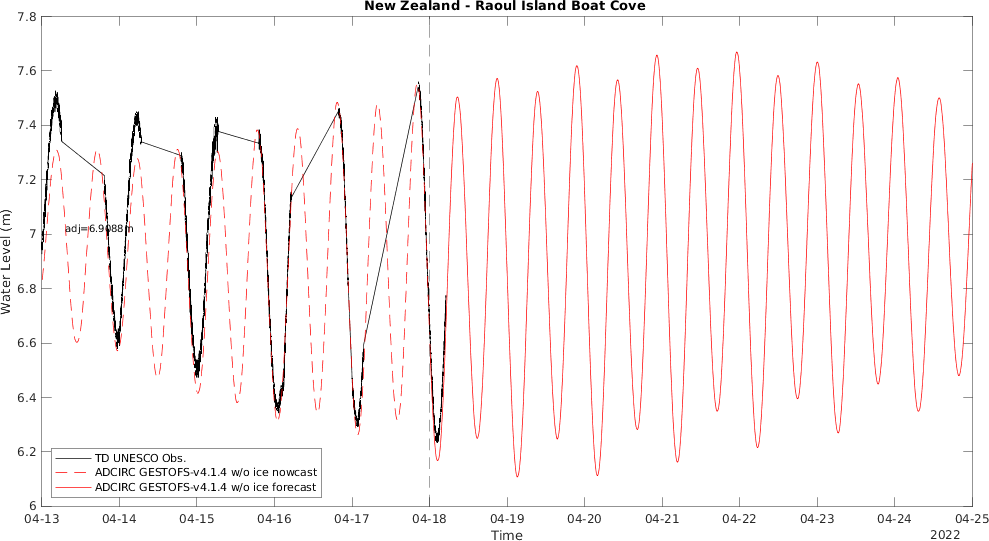 New Zealand - Raoul Island Boat Cove
7.8
7.6
7.4
7.2
7
6.8
6.6
6.4
6.2
6
Water Level (m)
adj=6.9088m
TD UNESCO Obs.
ADCIRC GESTOFS-v4.1.4 w/o ice nowcast
ADCIRC GESTOFS-v4.1.4 w/o ice forecast
04-13 04-14 04-15 04-16 04-17 04-18 04-19 04-20 04-21 04-22 04-23 04-24 04-25
Time
2022